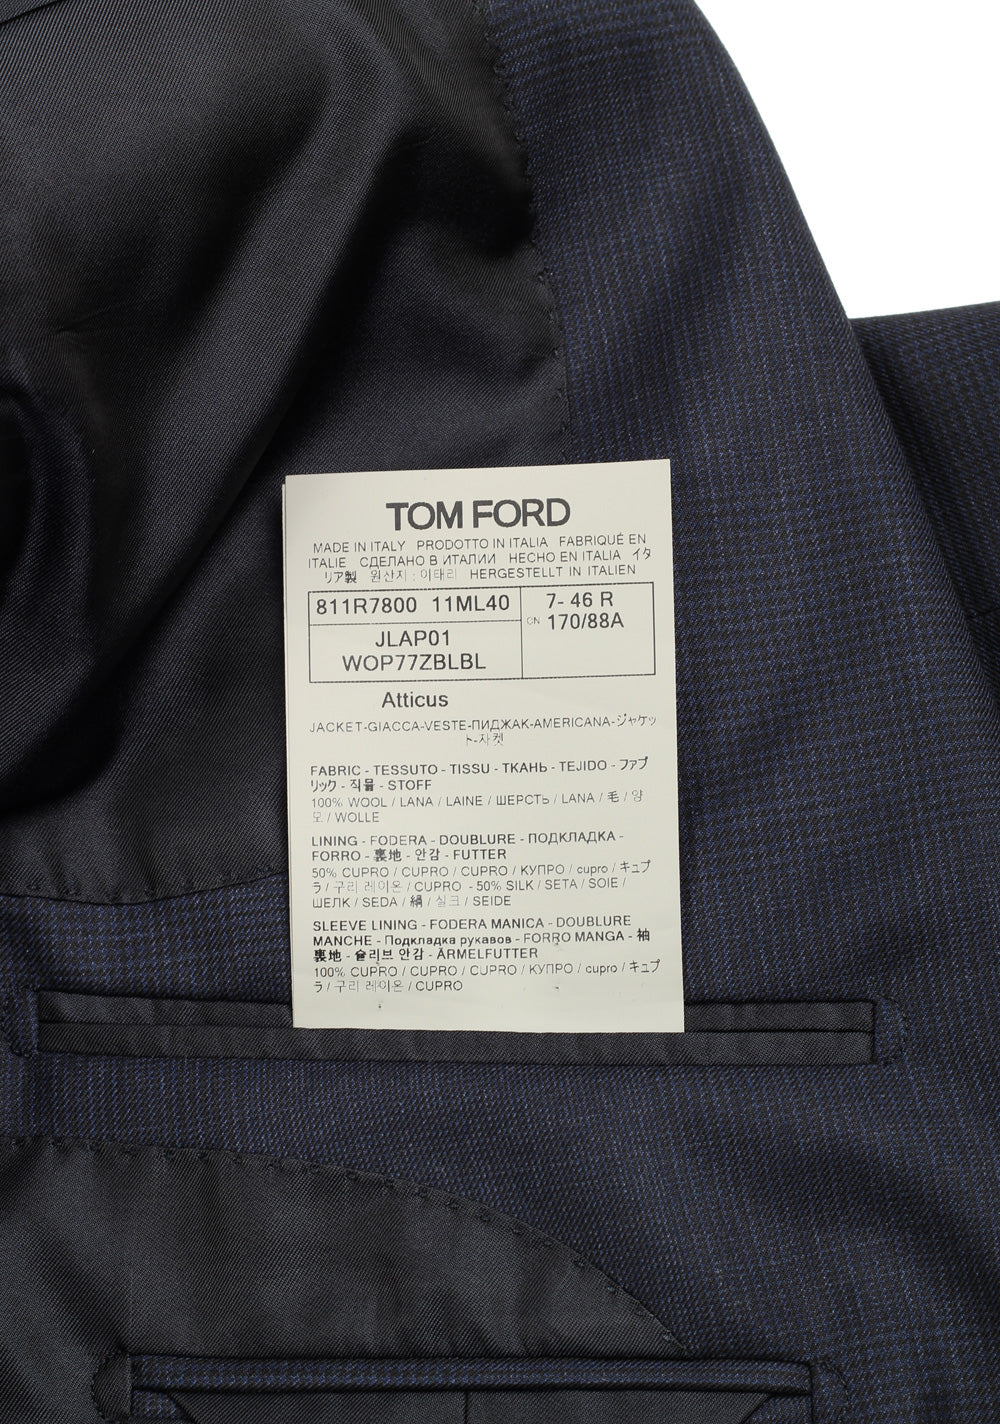 TOM FORD
MADE IN ITALY PRODOTTO IN ITALIA FABRIQUÉ EN
ITALIE СДЕЛАНО В ИТАЛИИ HECHO EN ITALIA イタ
リア製 원산지 : 이태리 HERGESTELLT IN ITALIEN
811R7800 11ML40 7- 46 R
CN 170/88A
JLAP01
WOP77ZBLBL
Atticus
JACKET-GIACCA-VESTE-ПИДЖАК-AMERICANA-ジャケッ
ト-자켓
FABRIC - TESSUTO - TISSU - ТКАНЬ - TEJIDO - ファブ
リック - 직물 - STOFF
100% WOOL / LANA / LAINE / ШЕРСТЬ / LANA / 毛 / 양
모 / WOLLE
LINING - FODERA - DOUBLURE - ПОДКЛАДКА -
FORRO - 裏地 - 안감 - FUTTER
50% CUPRO / CUPRO / CUPRO / КУПРО / cupro / キュプ
ラ / 구리 레이온 / CUPRO - 50% SILK / SETA / SOIE /
ШЕЛК / SEDA / 絹 / 실크 / SEIDE
SLEEVE LINING - FODERA MANICA - DOUBLURE
MANCHE - Подкладка рукавов - FORRO MANGA - 袖
裏地 - 슬리브 안감 - ÄRMELFUTTER
100% CUPRO / CUPRO / CUPRO / КУПРО / cupro / キュプ
ラ / 구리 레이온 / CUPRO